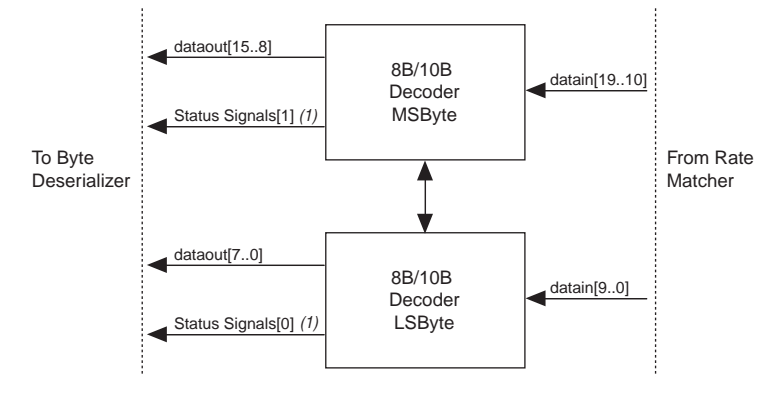 dataout[15..8]
8B/10B
Decoder
MSByte
datain[19..10]
Status Signals[1] (1)
To Byte
Deserializer
From Rate
Matcher
dataout[7..0]
8B/10B
Decoder
LSByte
datain[9..0]
Status Signals[0] (1)